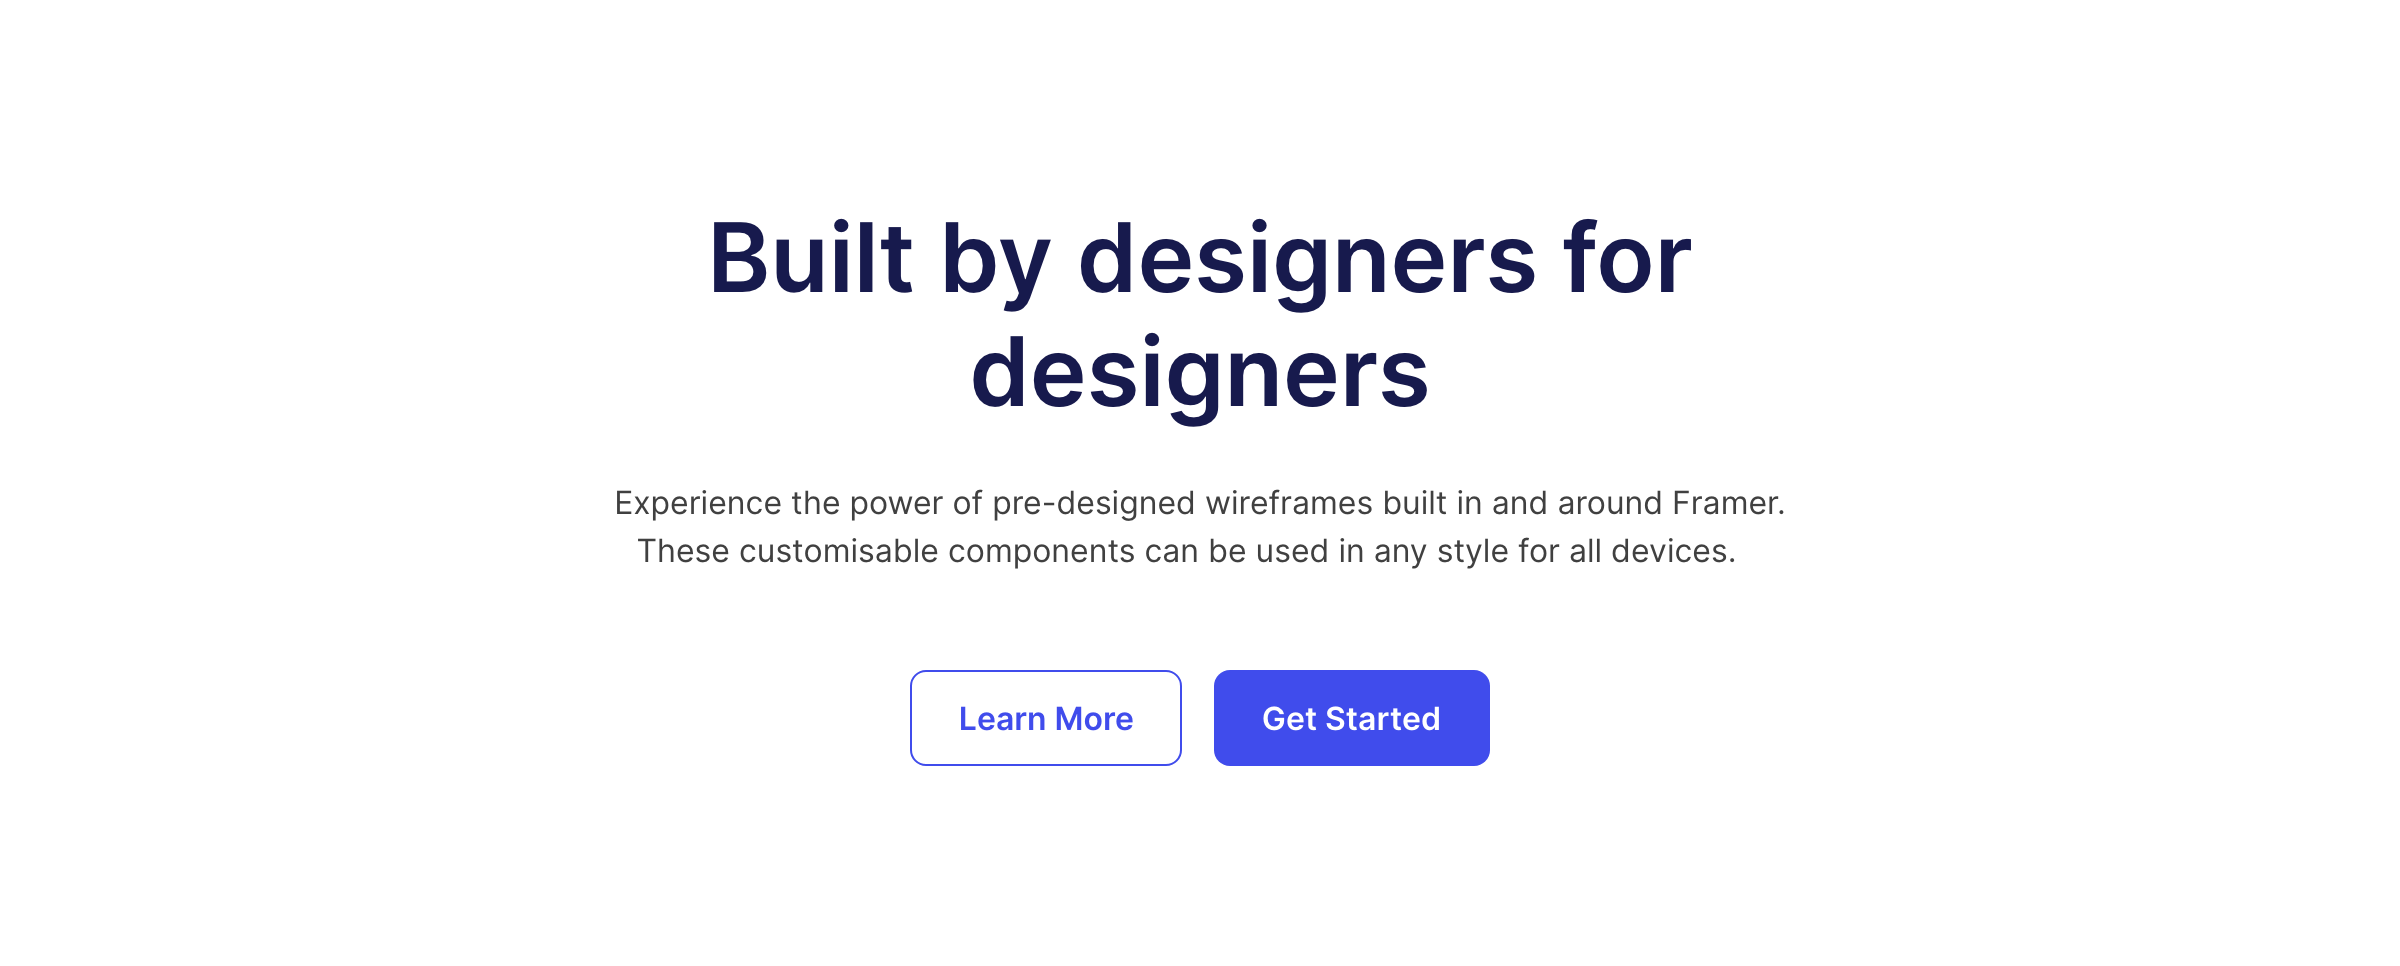 Built by designers for
designers
Experience the power of pre-designed wireframes built in and around Framer.
These customisable components can be used in any style for all devices.
Learn More
Get Started